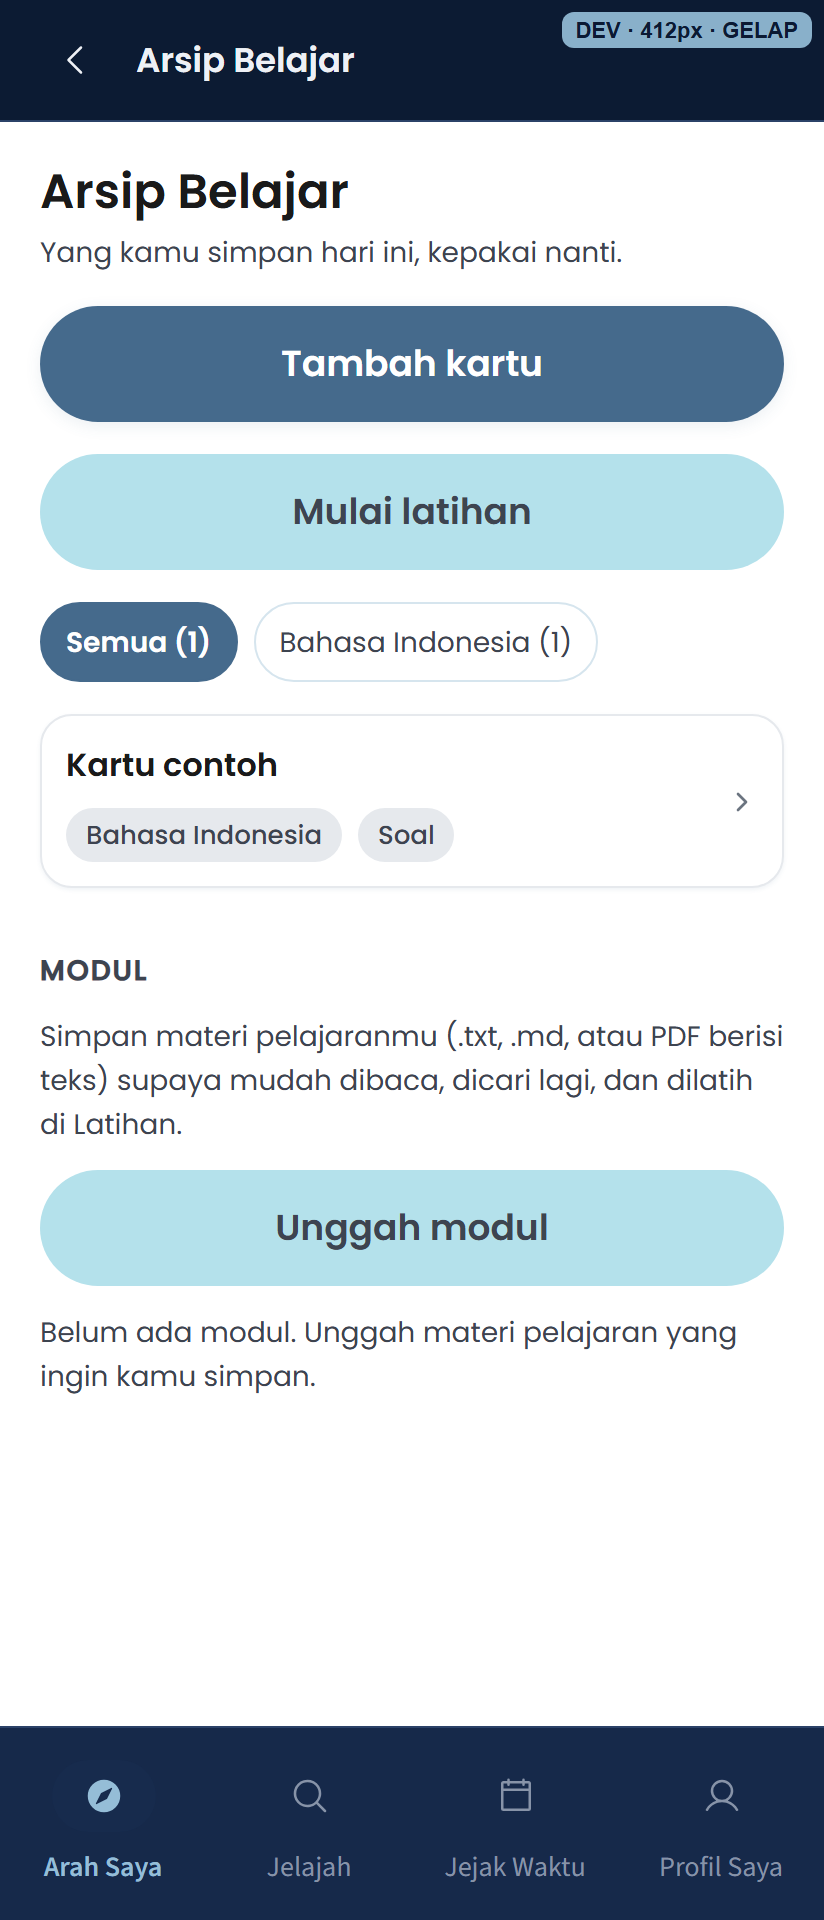 Arsip Belajar
DEV · 412px · GELAP
Arsip Belajar
Yang kamu simpan hari ini, kepakai nanti.
Tambah kartu
Mulai latihan
Semua (1)
Bahasa Indonesia (1)
Kartu contoh
Bahasa Indonesia
Soal
MODUL
Simpan materi pelajaranmu (.txt, .md, atau PDF berisi
teks) supaya mudah dibaca, dicari lagi, dan dilatih
di Latihan.
Unggah modul
Belum ada modul. Unggah materi pelajaran yang
ingin kamu simpan.
Arah Saya
Jelajah
Jejak Waktu
Profil Saya